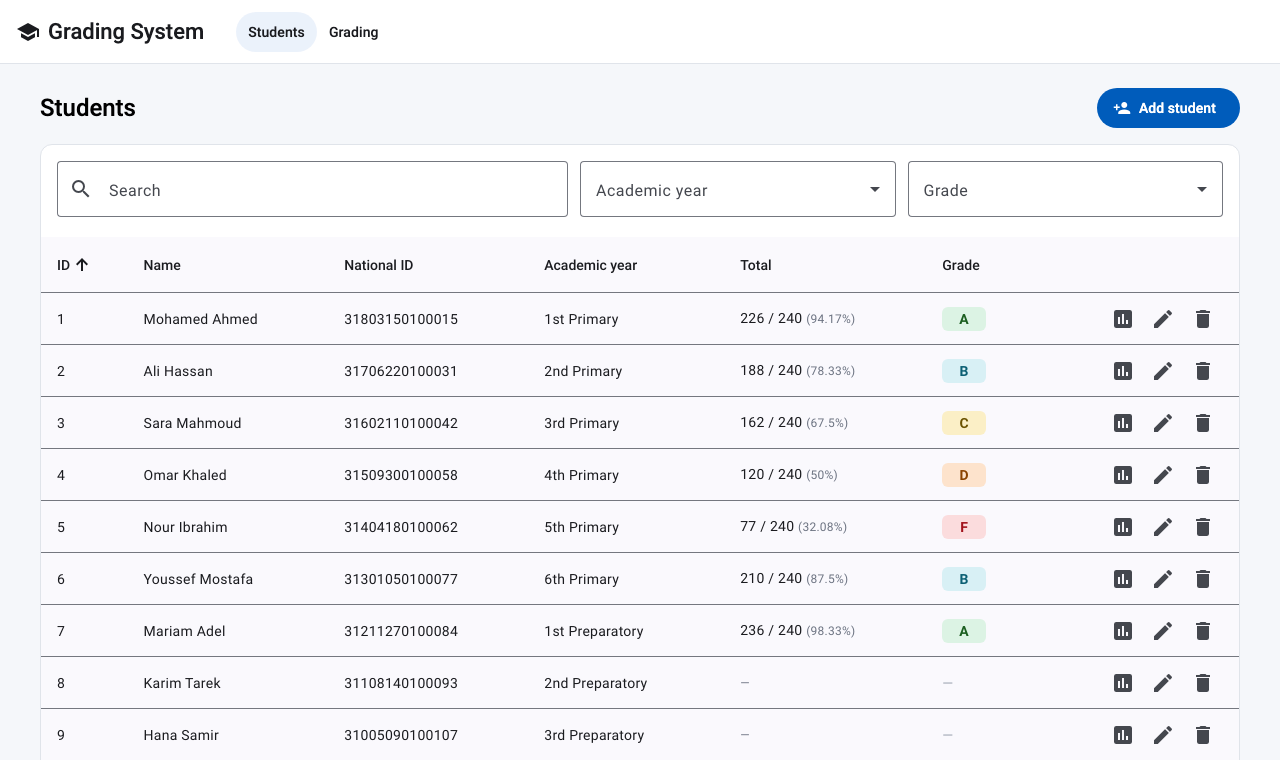 Grading System Students Grading
Students
Add student
Search Academic year Grade
ID Name National ID Academic year Total Grade
1 Mohamed Ahmed 31803150100015 1st Primary 226 / 240 (94.17%) A
2 Ali Hassan 31706220100031 2nd Primary 188 / 240 (78.33%) B
3 Sara Mahmoud 31602110100042 3rd Primary 162 / 240 (67.5%) C
4 Omar Khaled 31509300100058 4th Primary 120 / 240 (50%) D
5 Nour Ibrahim 31404180100062 5th Primary 77 / 240 (32.08%) F
6 Youssef Mostafa 31301050100077 6th Primary 210 / 240 (87.5%) B
7 Mariam Adel 31211270100084 1st Preparatory 236 / 240 (98.33%) A
8 Karim Tarek 31108140100093 2nd Preparatory – —
9 Hana Samir 31005090100107 3rd Preparatory – —